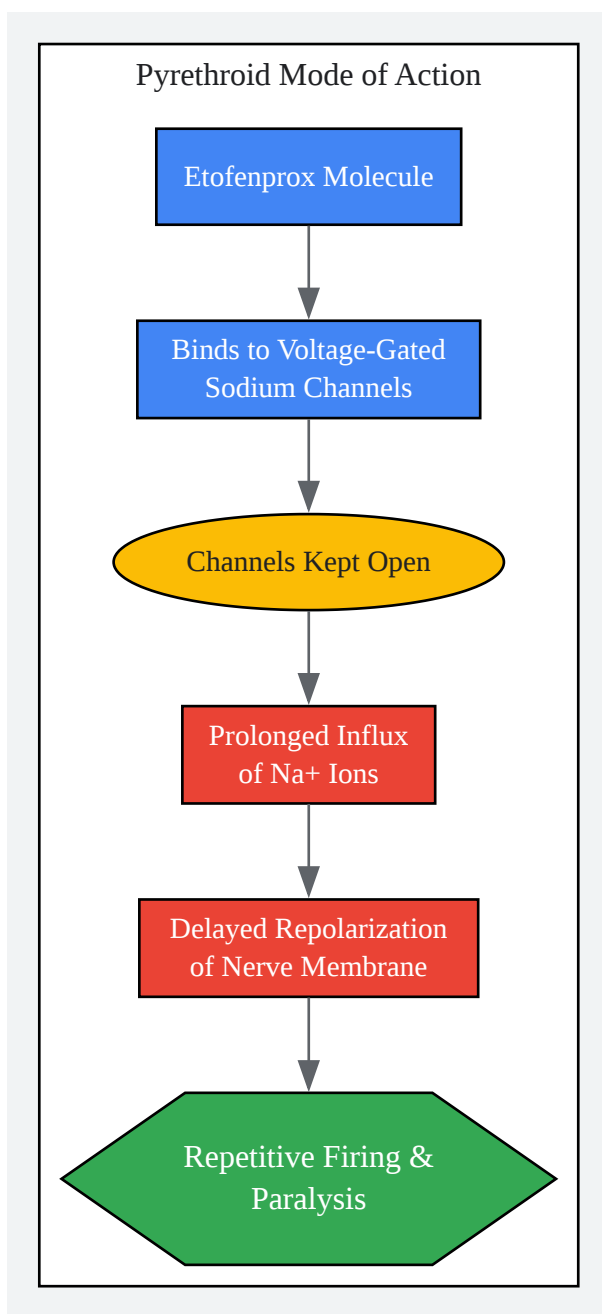 Pyrethroid Mode of Action
Etofenprox Molecule
Binds to Voltage-Gated
Sodium Channels
Channels Kept Open
Prolonged Influx
of Na+ Ions
Delayed Repolarization
of Nerve Membrane
Repetitive Firing &
Paralysis